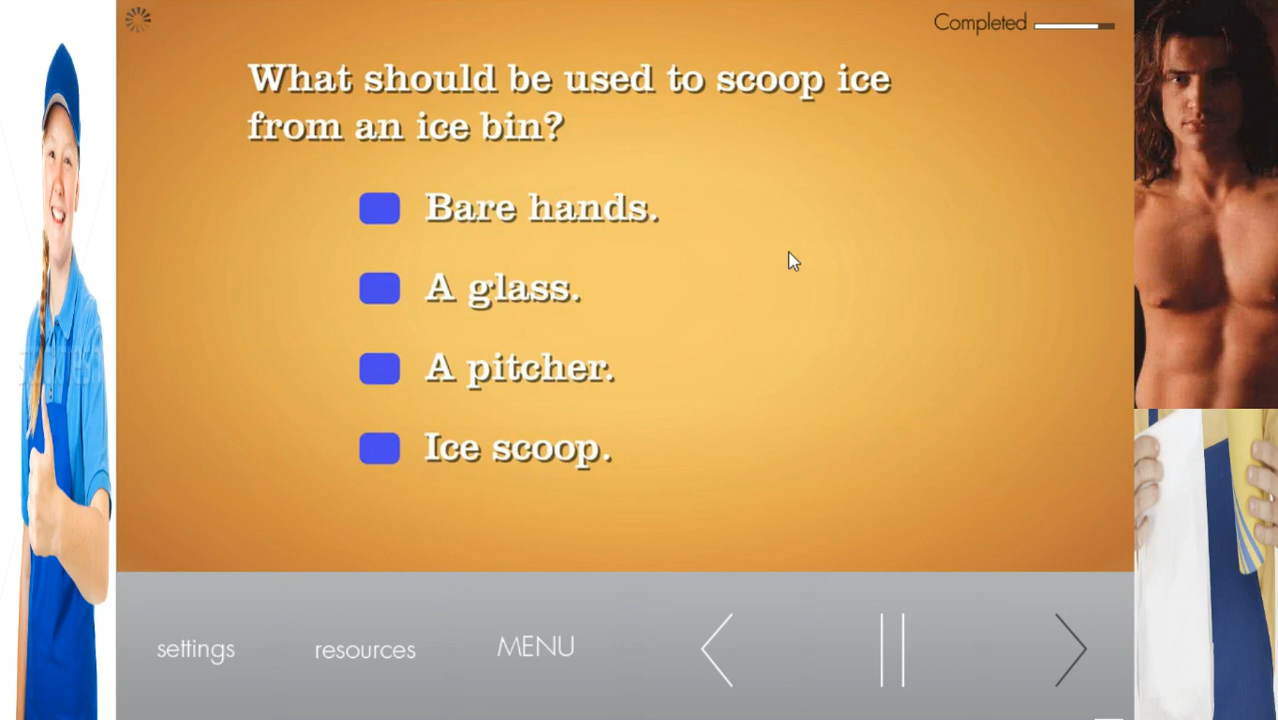 Completed
What should be used to scoop ice
from an ice bin?
Bare hands.
A glass.
A pitcher.
Ice scoop.
settings
resources
MENU